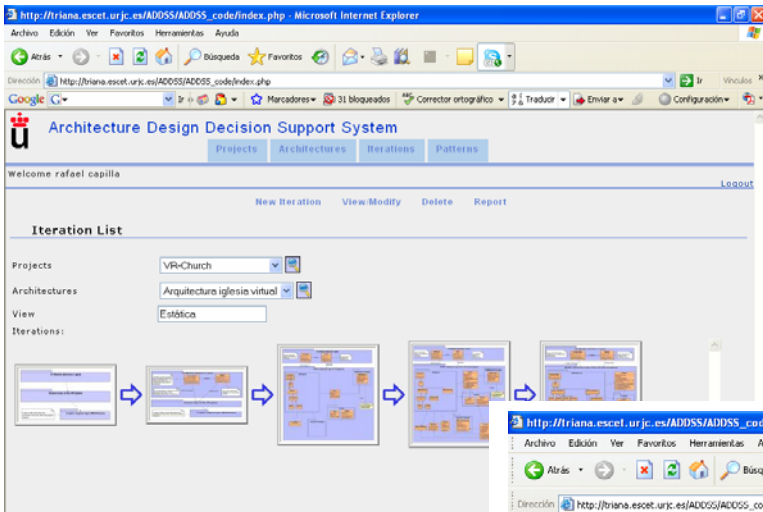 http://triana.escet.urjc.es/ADDSS/ADDSS_code/index.php - Microsoft Internet Explorer
Archivo Edición Ver Favoritos Herramientas Ayuda
Atrás Búsqueda Favoritos
Dirección http://triana.escet.urjc.es/ADDSS/ADDSS_code/index.php Ir Vínculos
Google G Ir Marcadores 31 bloqueados Corrector ortográfico Traducir Enviar a Configuración
ü Architecture Design Decision Support System
Projects Architectures Iterations Patterns
Welcome rafael capilla
Logout
New Iteration View/Modify Delete Report
Iteration List
Projects VR-Church
Architectures Arquitectura iglesia virtual
View Estática
Iterations:
http://triana.escet.urjc.es/ADDSS/ADDSS_cod
Archivo Edición Ver Favoritos Herramientas A
Atrás Búsq
Dirección http://triana.escet.urjc.es/ADDSS/ADDSS_co